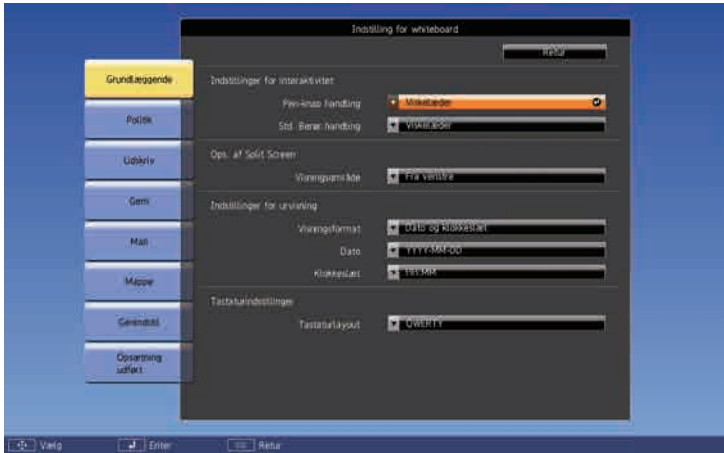 Indstilling for whiteboard
Retur
Grundlæggende
Politik
Udskriv
Gem
Mail
Mappe
Genindstil
Opsætning
udført
Indstillinger for interaktivitet
Pen-knap handling
Viskelæder
Std. Berør. handling
Viskelæder
Ops. af Split Screen
Visningsområde
Fra venstre
Indstillinger for urvisning
Visningsformat
Dato og klokkeslæt
Dato
YYYY-MM-DD
Klokkeslæt
HH:MM
Tastaturindstillinger
Tastaturlayout
QWERTY
Vælg
Enter
Retur